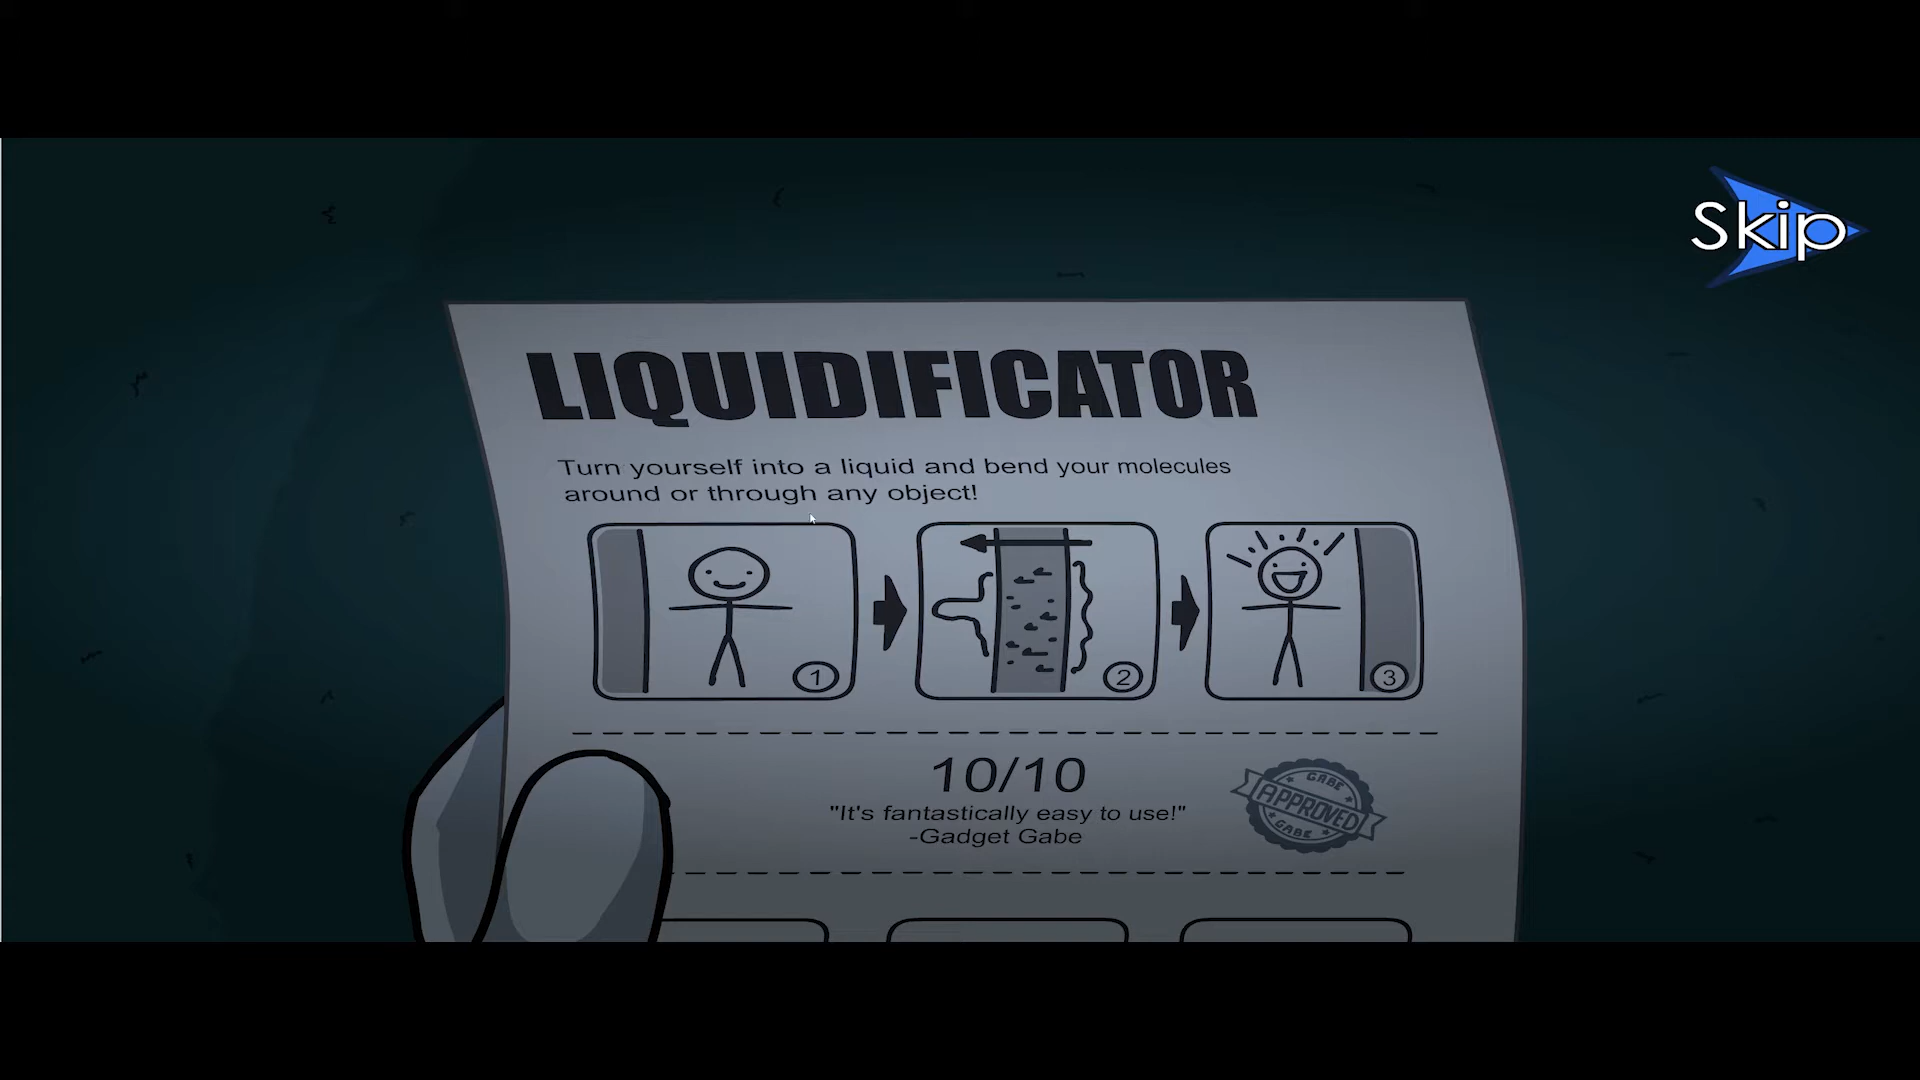 Skip
LIQUIDIFICATOR
Turn yourself into a liquid and bend your molecules
around or through any object!
1
2
3
10/10
"It's fantastically easy to use!"
-Gadget Gabe
GABE
APPROVED
GABE